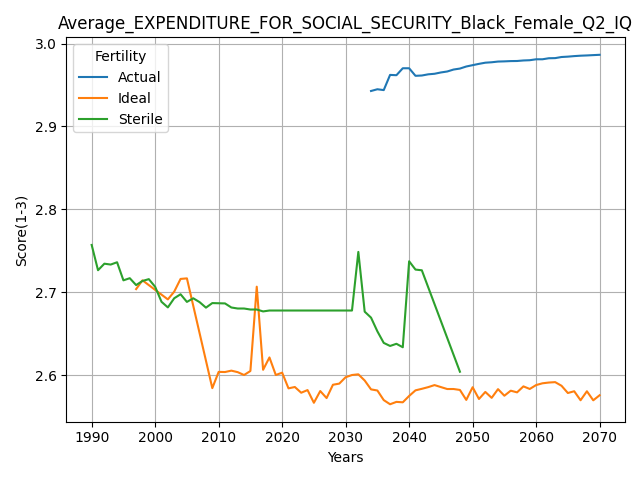 Average_EXPENDITURE_FOR_SOCIAL_SECURITY_Black_Female_Q2_IQ
Fertility
Actual
Ideal
Sterile
Score(1-3)
3.0
2.9
2.8
2.7
2.6
1990 2000 2010 2020 2030 2040 2050 2060 2070
Years